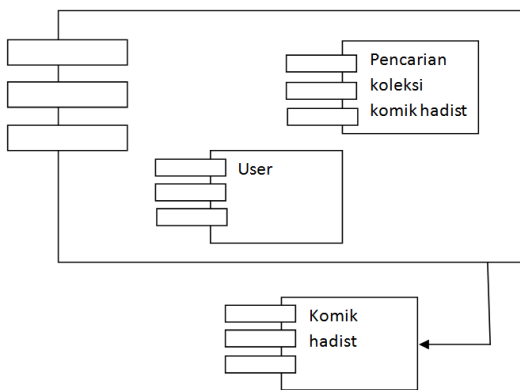 Pencarian
koleksi
komik hadist
User
Komik
hadist